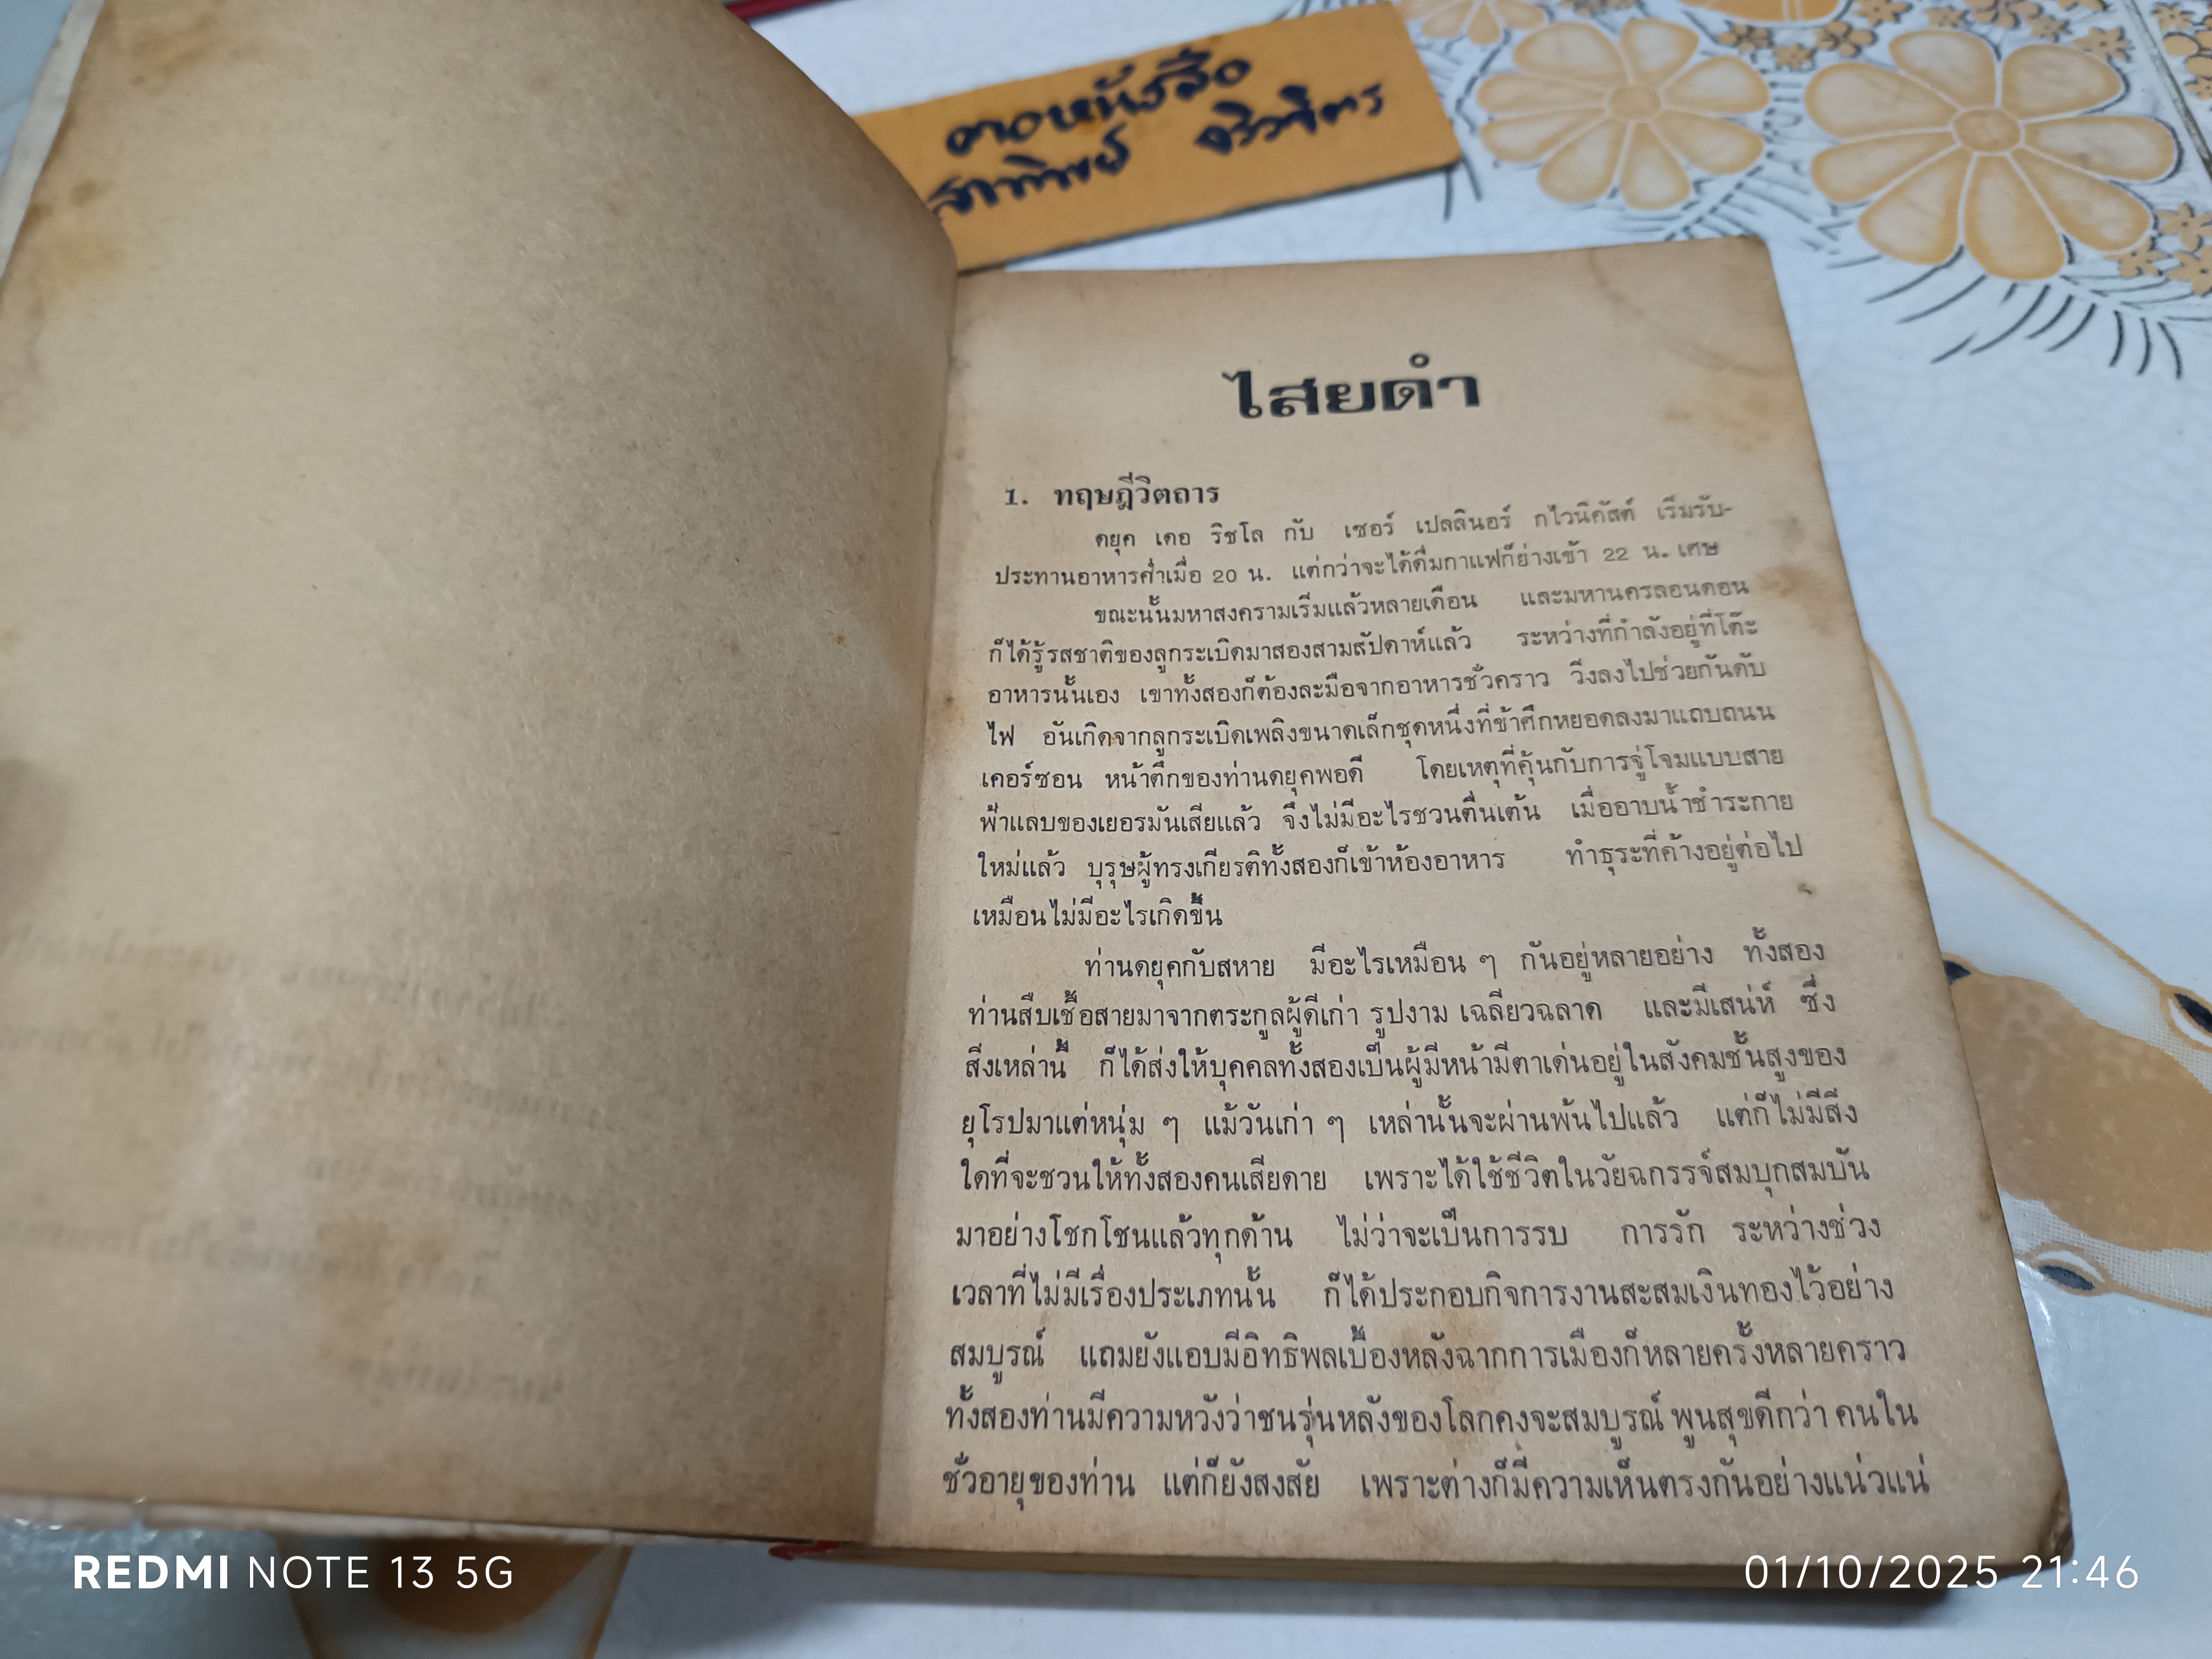 ไสยดำ
1. ทฤษฎีวิตถาร
ดยุค เดอ ริชโล กับ เซอร์ เปลลินอร์ กไวนิคัสต์ เริ่มรับ-
ประทานอาหารค่ำเมื่อ 20 น. แต่กว่าจะได้ดื่มกาแฟก็ย่างเข้า 22 น. เศษ
ขณะนั้นมหาสงครามเริ่มแล้วหลายเดือน และมหานครลอนดอน
ก็ได้รู้รสชาติของลูกระเบิดมาสองสามสัปดาห์แล้ว ระหว่างที่กำลังอยู่ที่โต๊ะ
อาหารนั้นเอง เขาทั้งสองก็ต้องละมือจากอาหารชั่วคราว วิ่งลงไปช่วยกันดับ
ไฟ อันเกิดจากลูกระเบิดเพลิงขนาดเล็กชุดหนึ่งที่ข้าศึกหยอดลงมาแถบถนน
เคอร์ซอน หน้าตึกของท่านดยุคพอดี โดยเหตุที่คุ้นกับการจู่โจมแบบสาย
ฟ้าแลบของเยอรมันเสียแล้ว จึงไม่มีอะไรชวนตื่นเต้น เมื่ออาบน้ำชำระกาย
ใหม่แล้ว บุรุษผู้ทรงเกียรติทั้งสองก็เข้าห้องอาหาร ทำธุระที่ค้างอยู่ต่อไป
เหมือนไม่มีอะไรเกิดขึ้น
ท่านดยุคกับสหาย มีอะไรเหมือน ๆ กันอยู่หลายอย่าง ทั้งสอง
ท่านสืบเชื้อสายมาจากตระกูลผู้ดีเก่า รูปงาม เฉลียวฉลาด และมีเสน่ห์ ซึ่ง
สิ่งเหล่านี้ ก็ได้ส่งให้บุคคลทั้งสองเป็นผู้มีหน้ามีตาเด่นอยู่ในสังคมชั้นสูงของ
ยุโรปมาแต่หนุ่ม ๆ แม้วันเก่า ๆ เหล่านั้นจะผ่านพ้นไปแล้ว แต่ก็ไม่มีสิ่ง
ใดที่จะชวนให้ทั้งสองคนเสียดาย เพราะได้ใช้ชีวิตในวัยฉกรรจ์สมบุกสมบัน
มาอย่างโชกโชนแล้วทุกด้าน ไม่ว่าจะเป็นการรบ การรัก ระหว่างช่วง
เวลาที่ไม่มีเรื่องประเภทนั้น ก็ได้ประกอบกิจการงานสะสมเงินทองไว้อย่าง
สมบูรณ์ แถมยังแอบมีอิทธิพลเบื้องหลังฉากการเมืองก็หลายครั้งหลายคราว
ทั้งสองท่านมีความหวังว่าชนรุ่นหลังของโลกคงจะสมบูรณ์ พูนสุขดีกว่า คนใน
ชั่วอายุของท่าน แต่ก็ยังสงสัย เพราะต่างก็มีความเห็นตรงกันอย่างแน่วแน่
REDMI NOTE 13 5G
01/10/2025 21:46